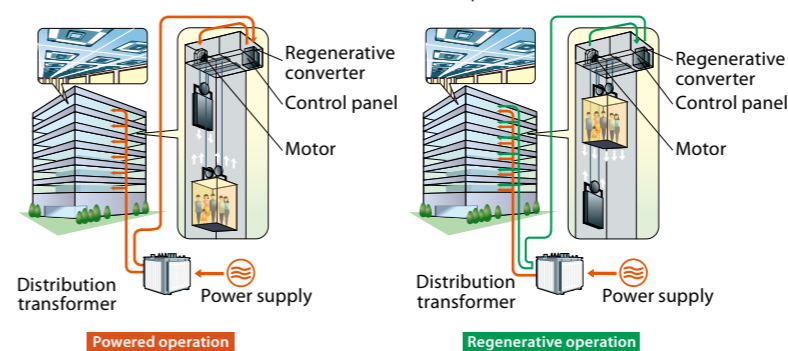 Regenerative
converter
Control panel
Motor
Distribution
transformer
Power supply
Powered operation
Regenerative
converter
Control panel
Motor
Distribution
transformer
Power supply
Regenerative operation